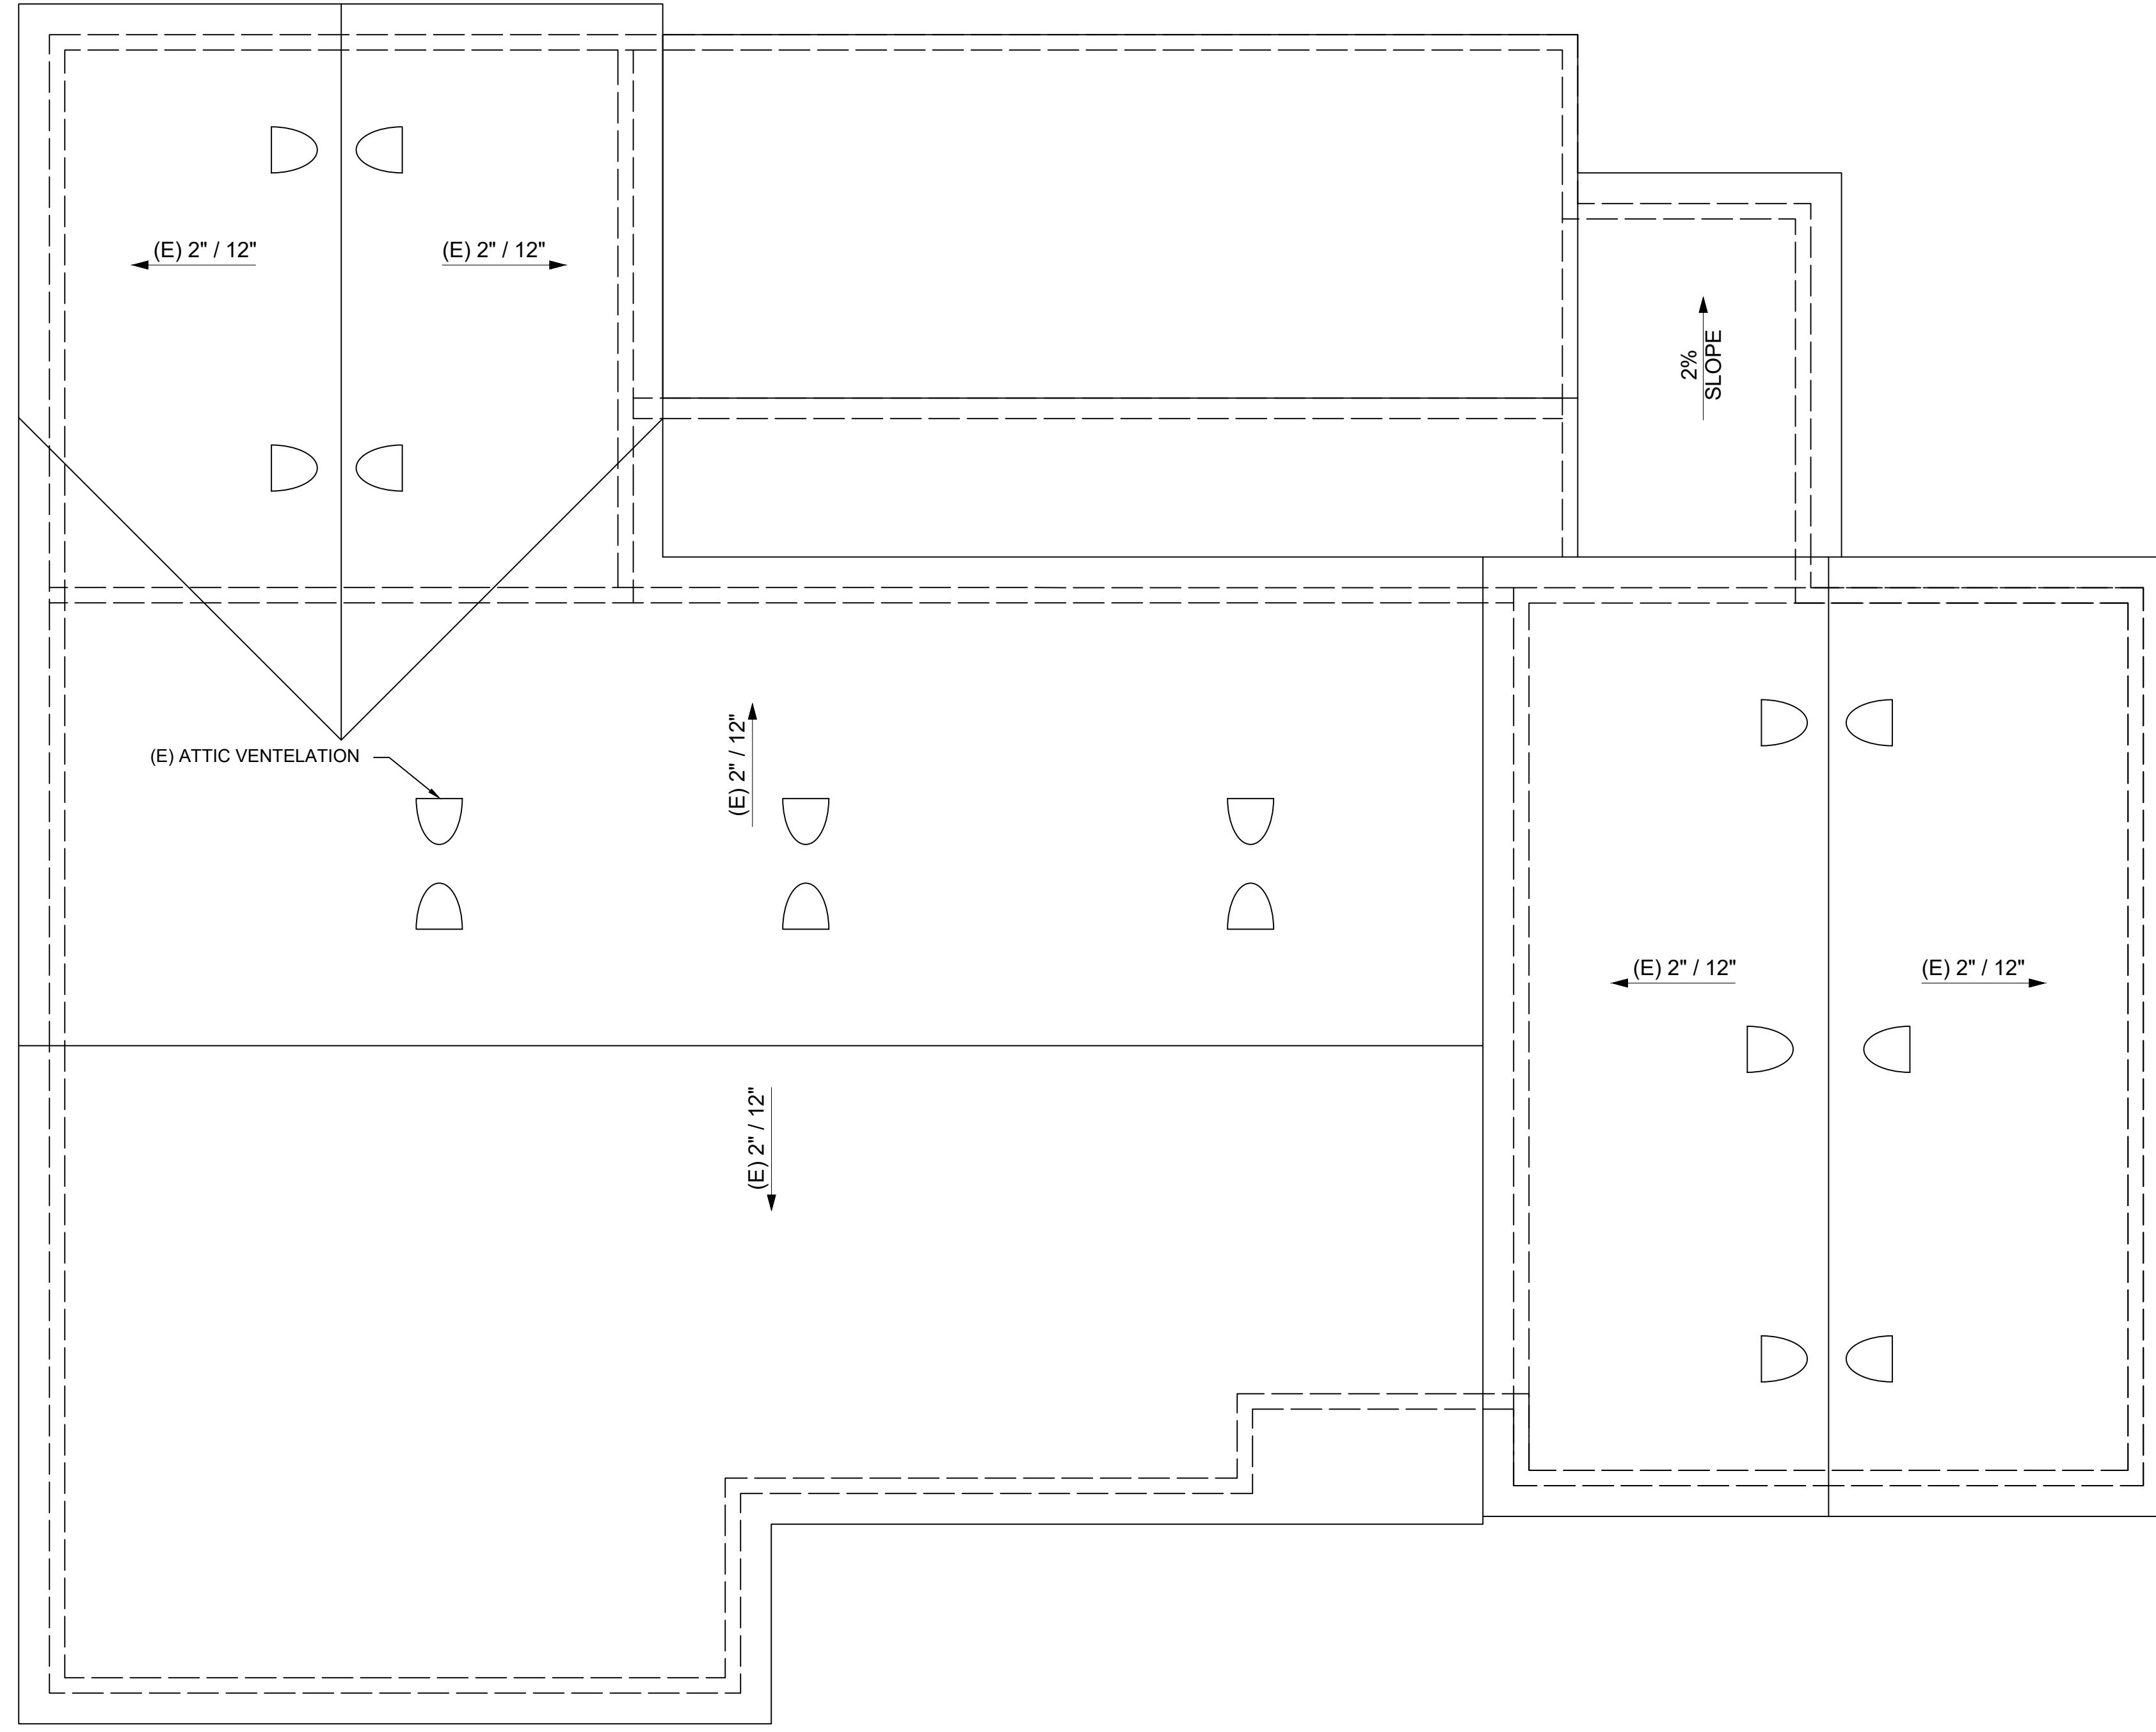 (E) 2" / 12"
(E) 2" / 12"
2%
SLOPE
(E) ATTIC VENTELATION
(E) 2" / 12"
(E) 2" / 12"
(E) 2" / 12"
(E) 2" / 12"